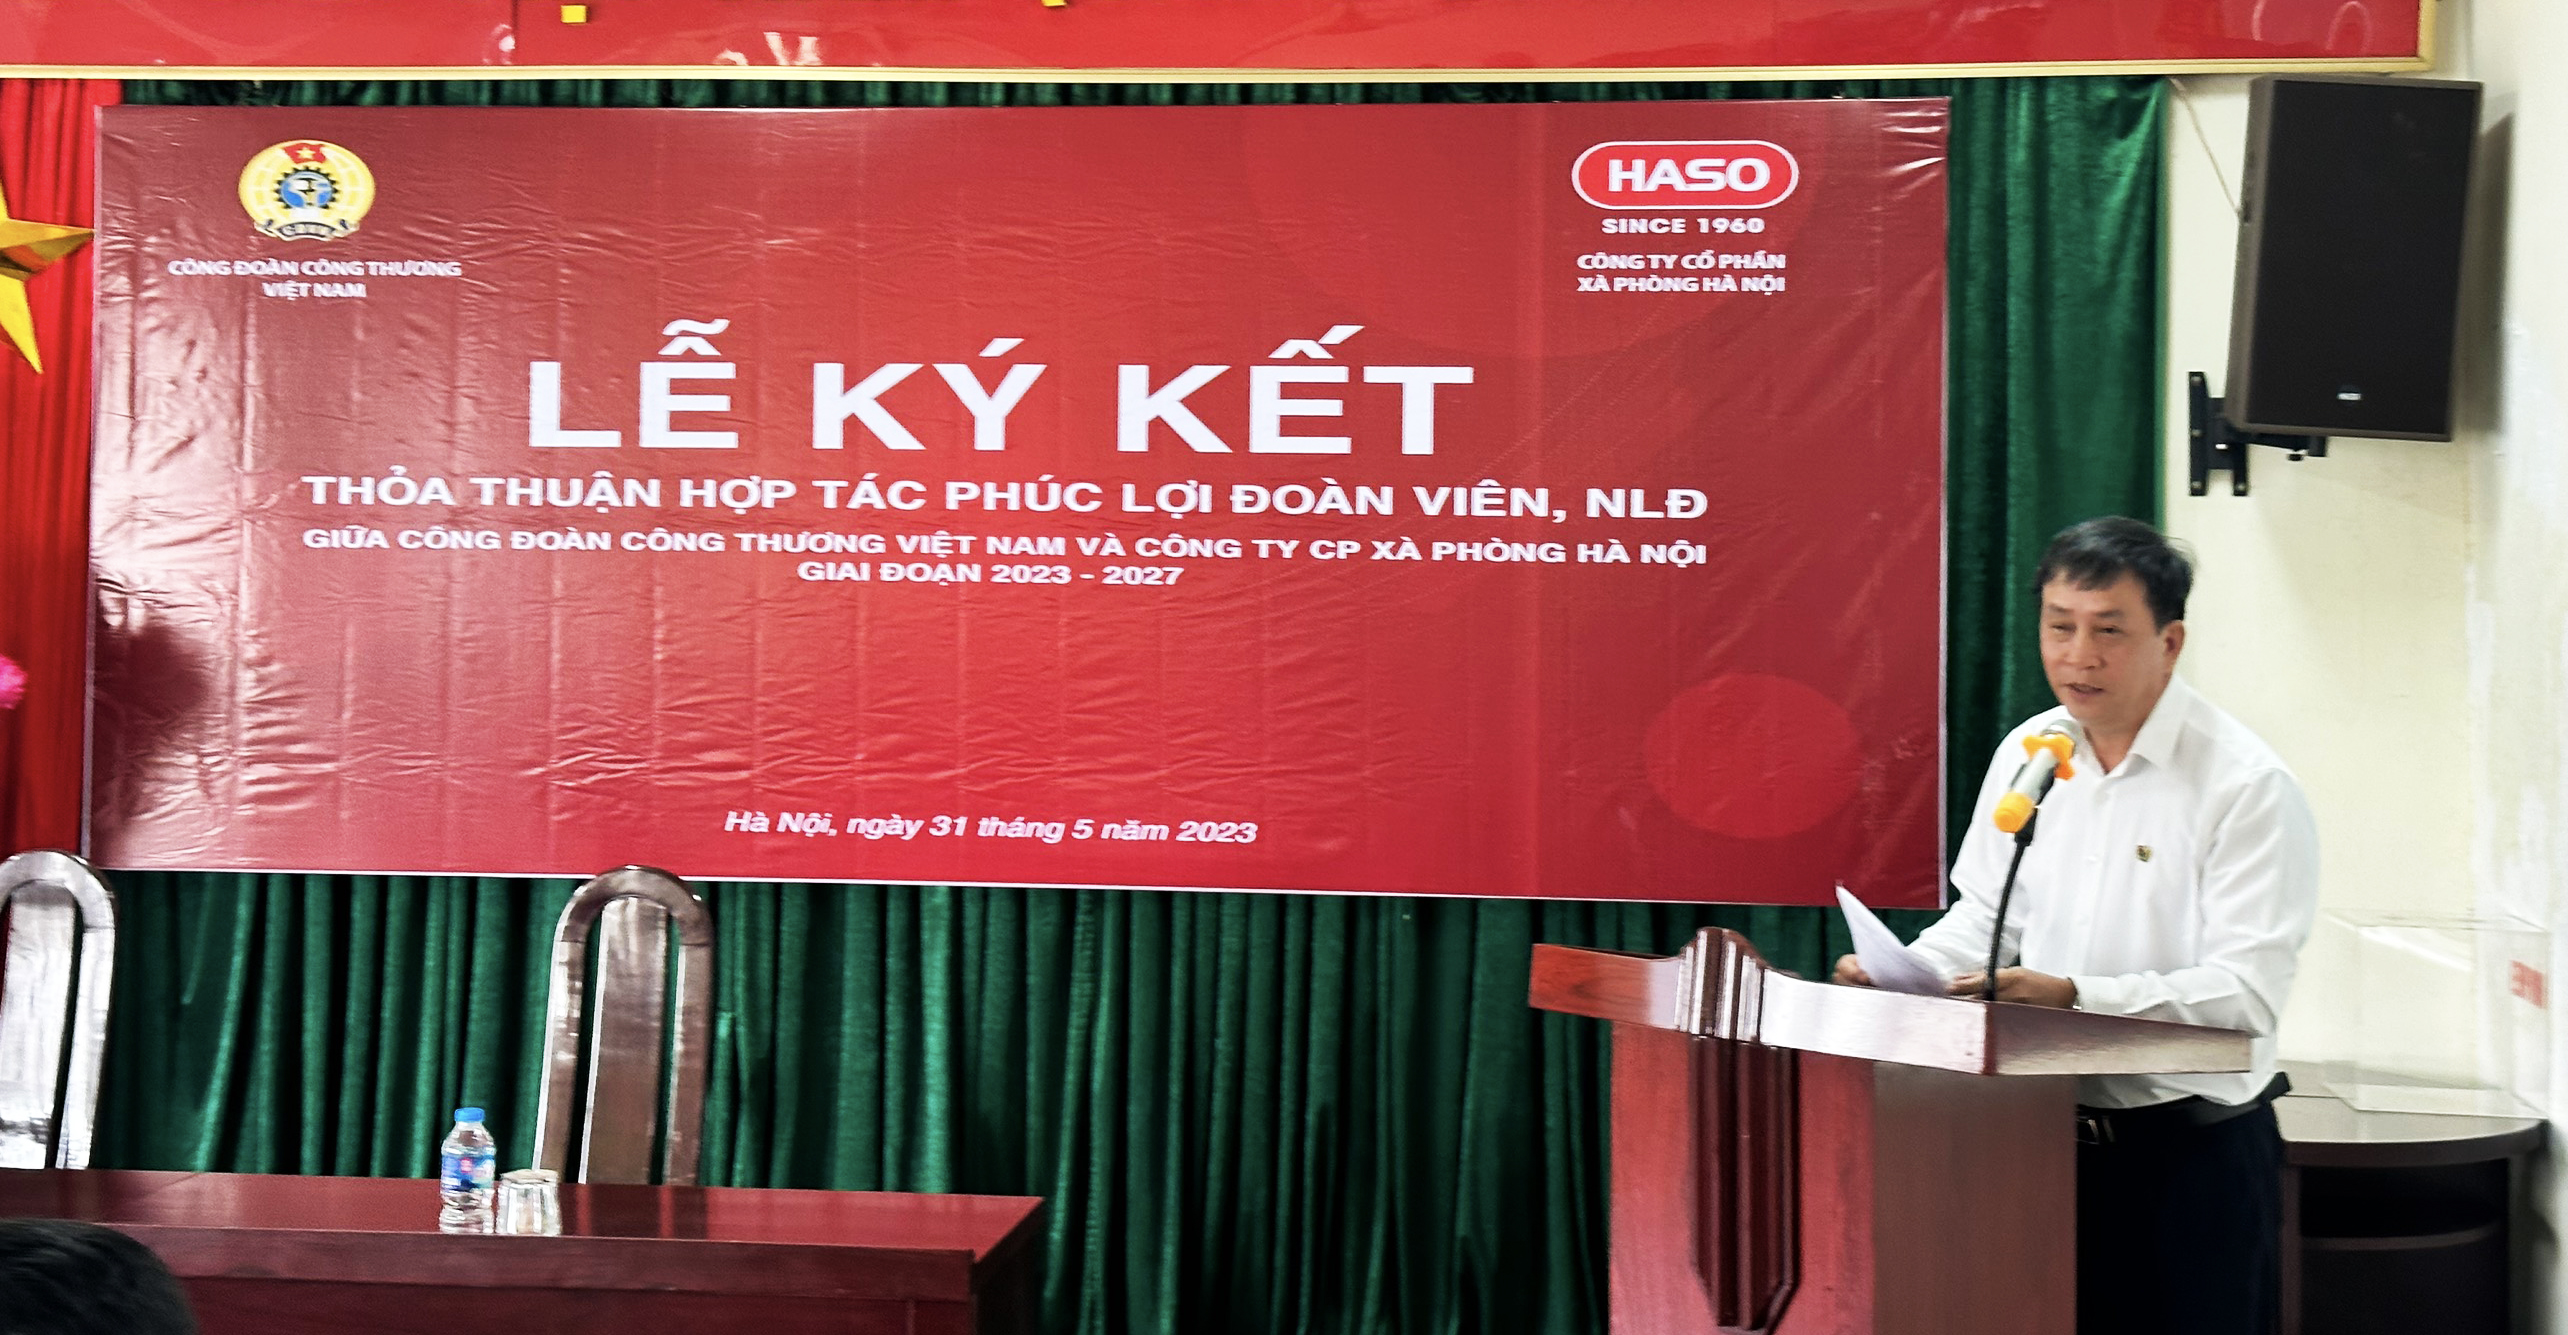 CÔNG ĐOÀN CÔNG THƯƠNG
VIỆT NAM
HASO
SINCE 1960
CÔNG TY CỔ PHẦN
XÀ PHÒNG HÀ NỘI
LỄ KÝ KẾT
THỎA THUẬN HỢP TÁC PHÚC LỢI ĐOÀN VIÊN, NLĐ
GIỮA CÔNG ĐOÀN CÔNG THƯƠNG VIỆT NAM VÀ CÔNG TY CP XÀ PHÒNG HÀ NỘI
GIAI ĐOẠN 2023 - 2027
Hà Nội, ngày 31 tháng 5 năm 2023